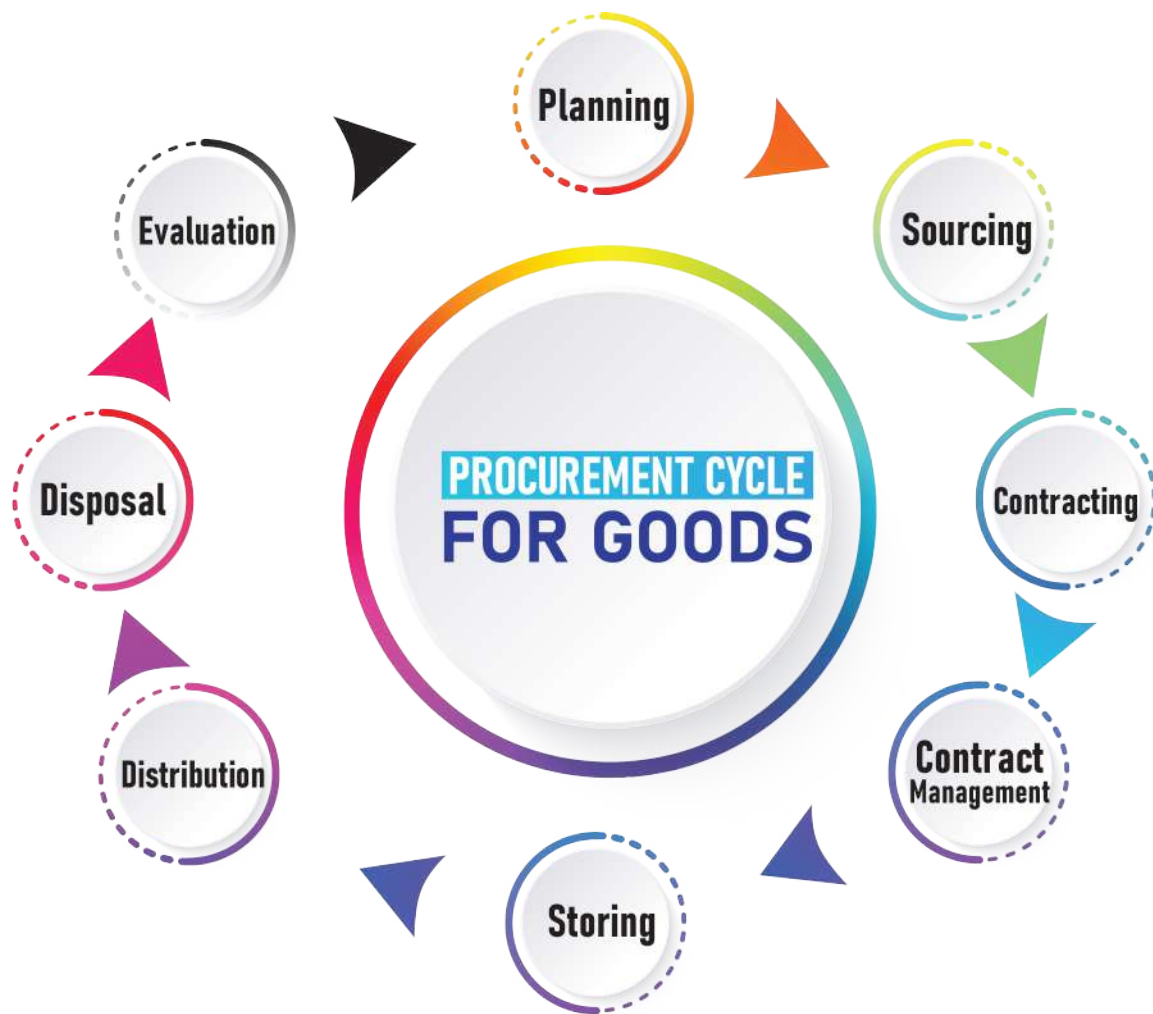 Planning
Sourcing
Contracting
Contract
Management
Storing
Distribution
Disposal
Evaluation
PROCUREMENT CYCLE
FOR GOODS